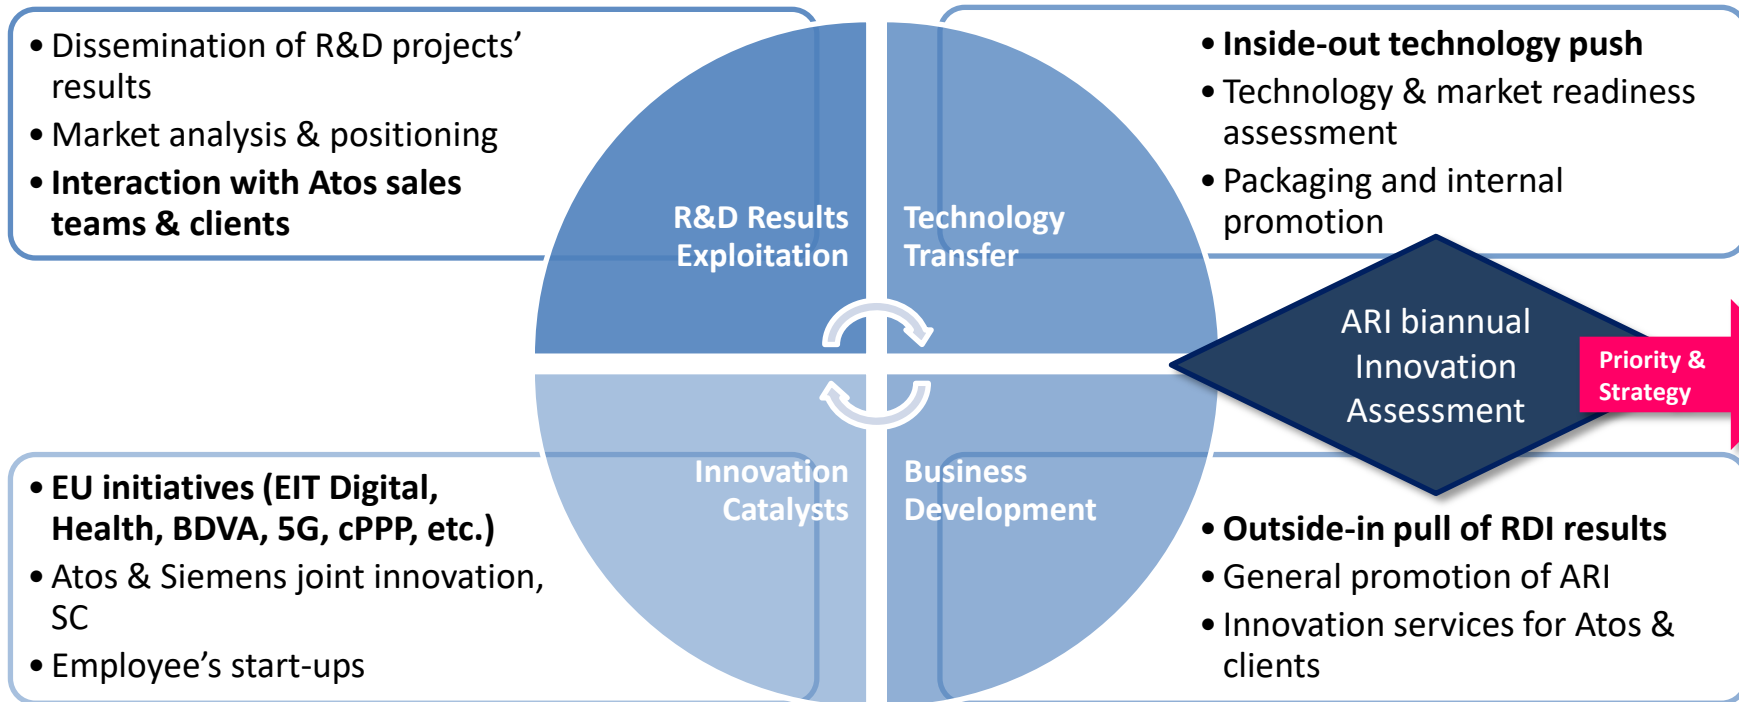 • Dissemination of R&D projects’
results
• Market analysis & positioning
• Interaction with Atos sales
teams & clients
• Inside-out technology push
• Technology & market readiness
assessment
• Packaging and internal
promotion
R&D Results
Exploitation
Technology
Transfer
ARI biannual
Innovation
Assessment
Priority &
Strategy
Innovation
Catalysts
Business
Development
• EU initiatives (EIT Digital,
Health, BDVA, 5G, cPPP, etc.)
• Atos & Siemens joint innovation,
SC
• Employee’s start-ups
• Outside-in pull of RDI results
• General promotion of ARI
• Innovation services for Atos &
clients